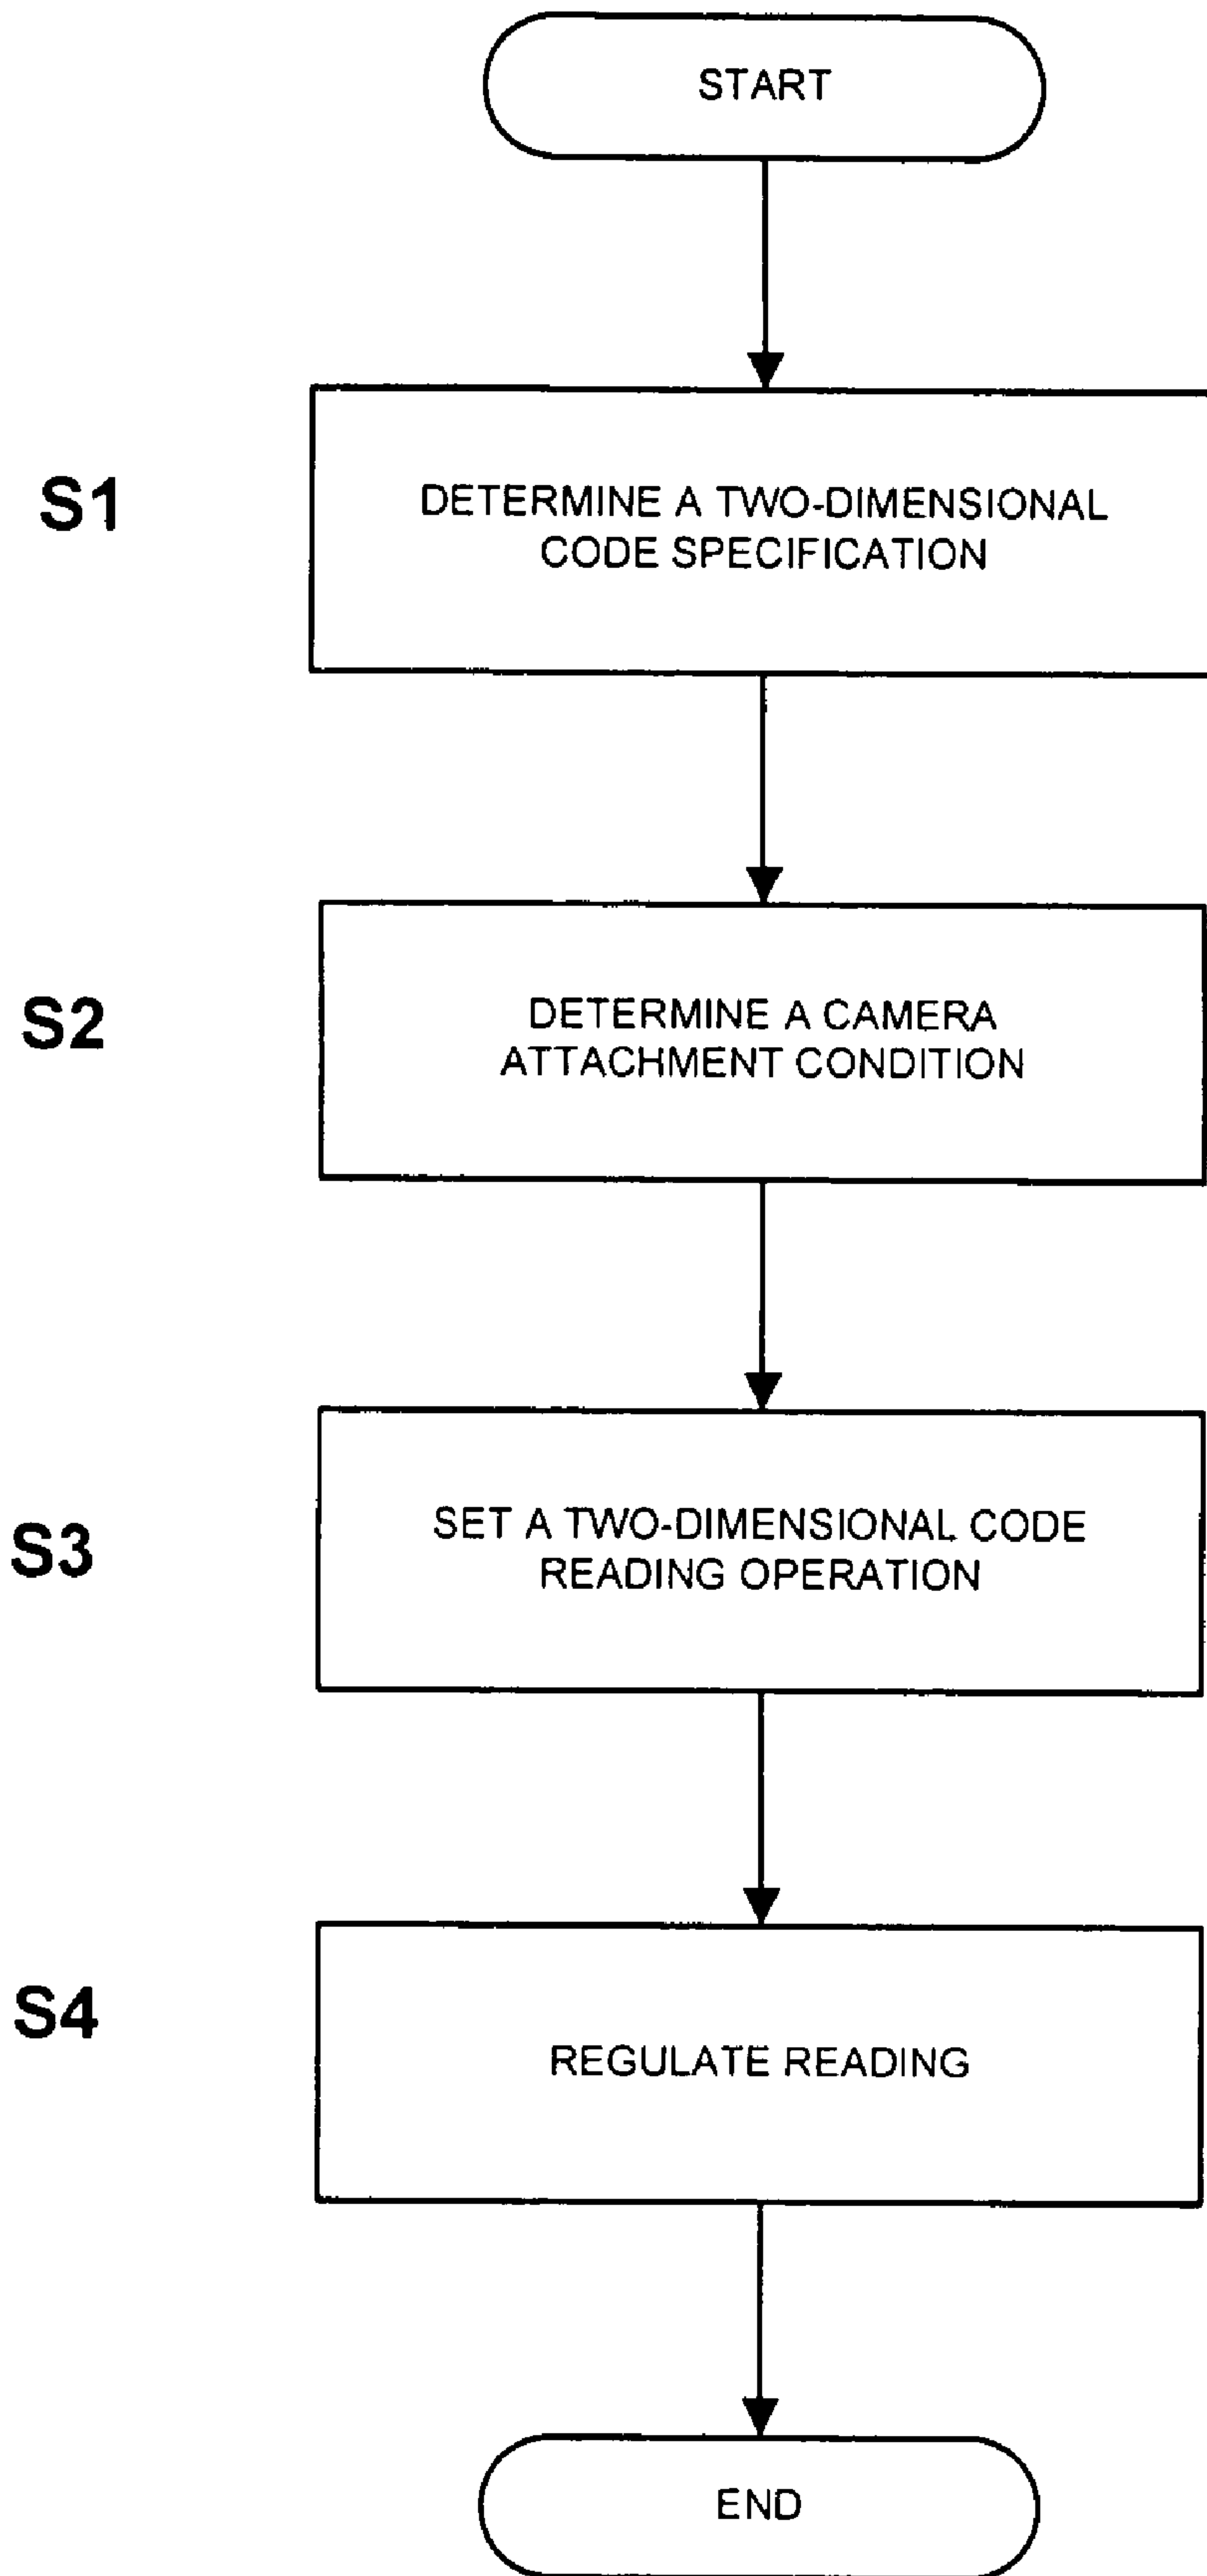 START
S1
DETERMINE A TWO-DIMENSIONAL
CODE SPECIFICATION
S2
DETERMINE A CAMERA
ATTACHMENT CONDITION
S3
SET A TWO-DIMENSIONAL CODE
READING OPERATION
S4
REGULATE READING
END